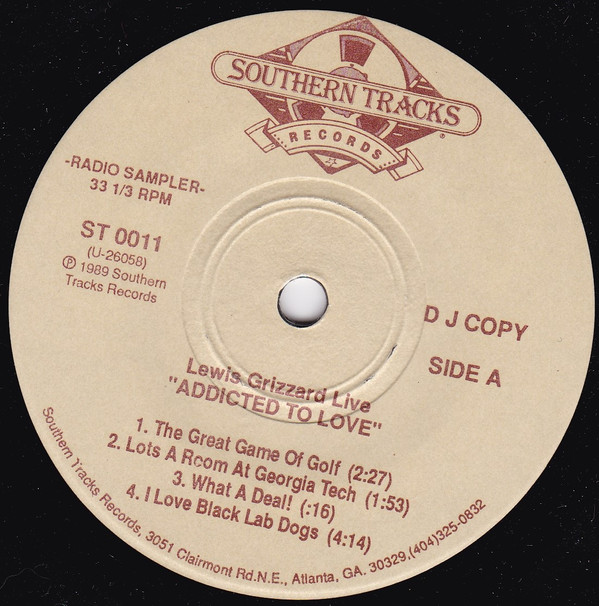 SOUTHERN TRACKS
RECORDS
-RADIO SAMPLER-
33 1/3 RPM
ST 0011
(U-26058)
℗ 1989 Southern
Tracks Records
D J COPY
SIDE A
Lewis Grizzard Live
"ADDICTED TO LOVE"
1. The Great Game Of Golf (2:27)
2. Lots A Room At Georgia Tech (1:53)
3. What A Deal! (:16)
4. I Love Black Lab Dogs (4:14)
Southern Tracks Records, 3051 Clairmont Rd.N.E., Atlanta, GA. 30329,(404)325-0832